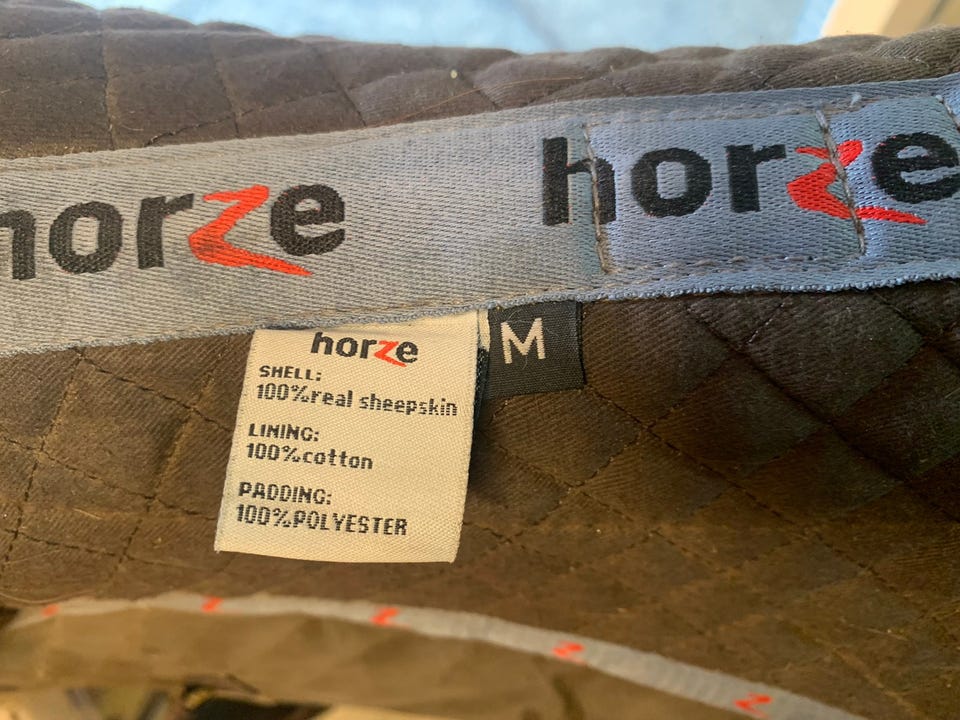 horze
horze
horze
M
SHELL:
100%real sheepskin
LINING:
100%cotton
PADDING:
100%POLYESTER